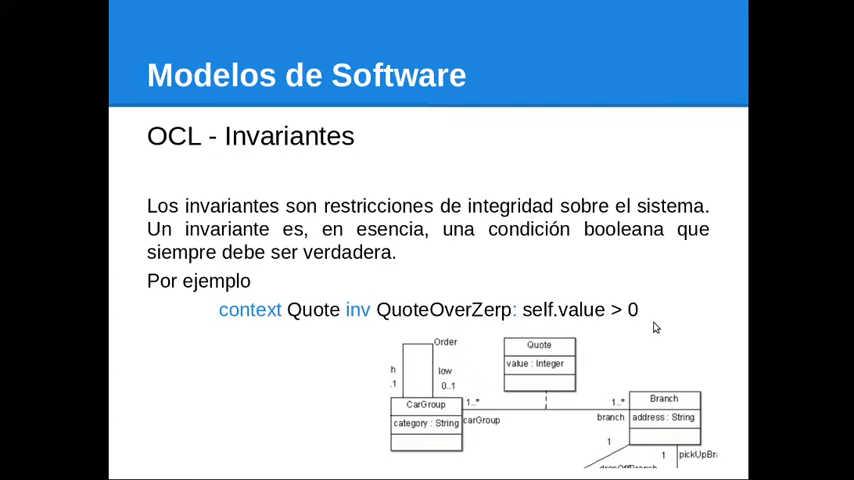 Modelos de Software
OCL - Invariantes
Los invariantes son restricciones de integridad sobre el sistema.
Un invariante es, en esencia, una condición booleana que
siempre debe ser verdadera.
Por ejemplo
context Quote inv QuoteOverZerp: self.value > 0
Order
Quote
h
low
value : Integer
.1
0..1
CarGroup
1..*
1..*
Branch
category : String
carGroup
branch
address : String
1
1
pickUpBra
dropOffBranch